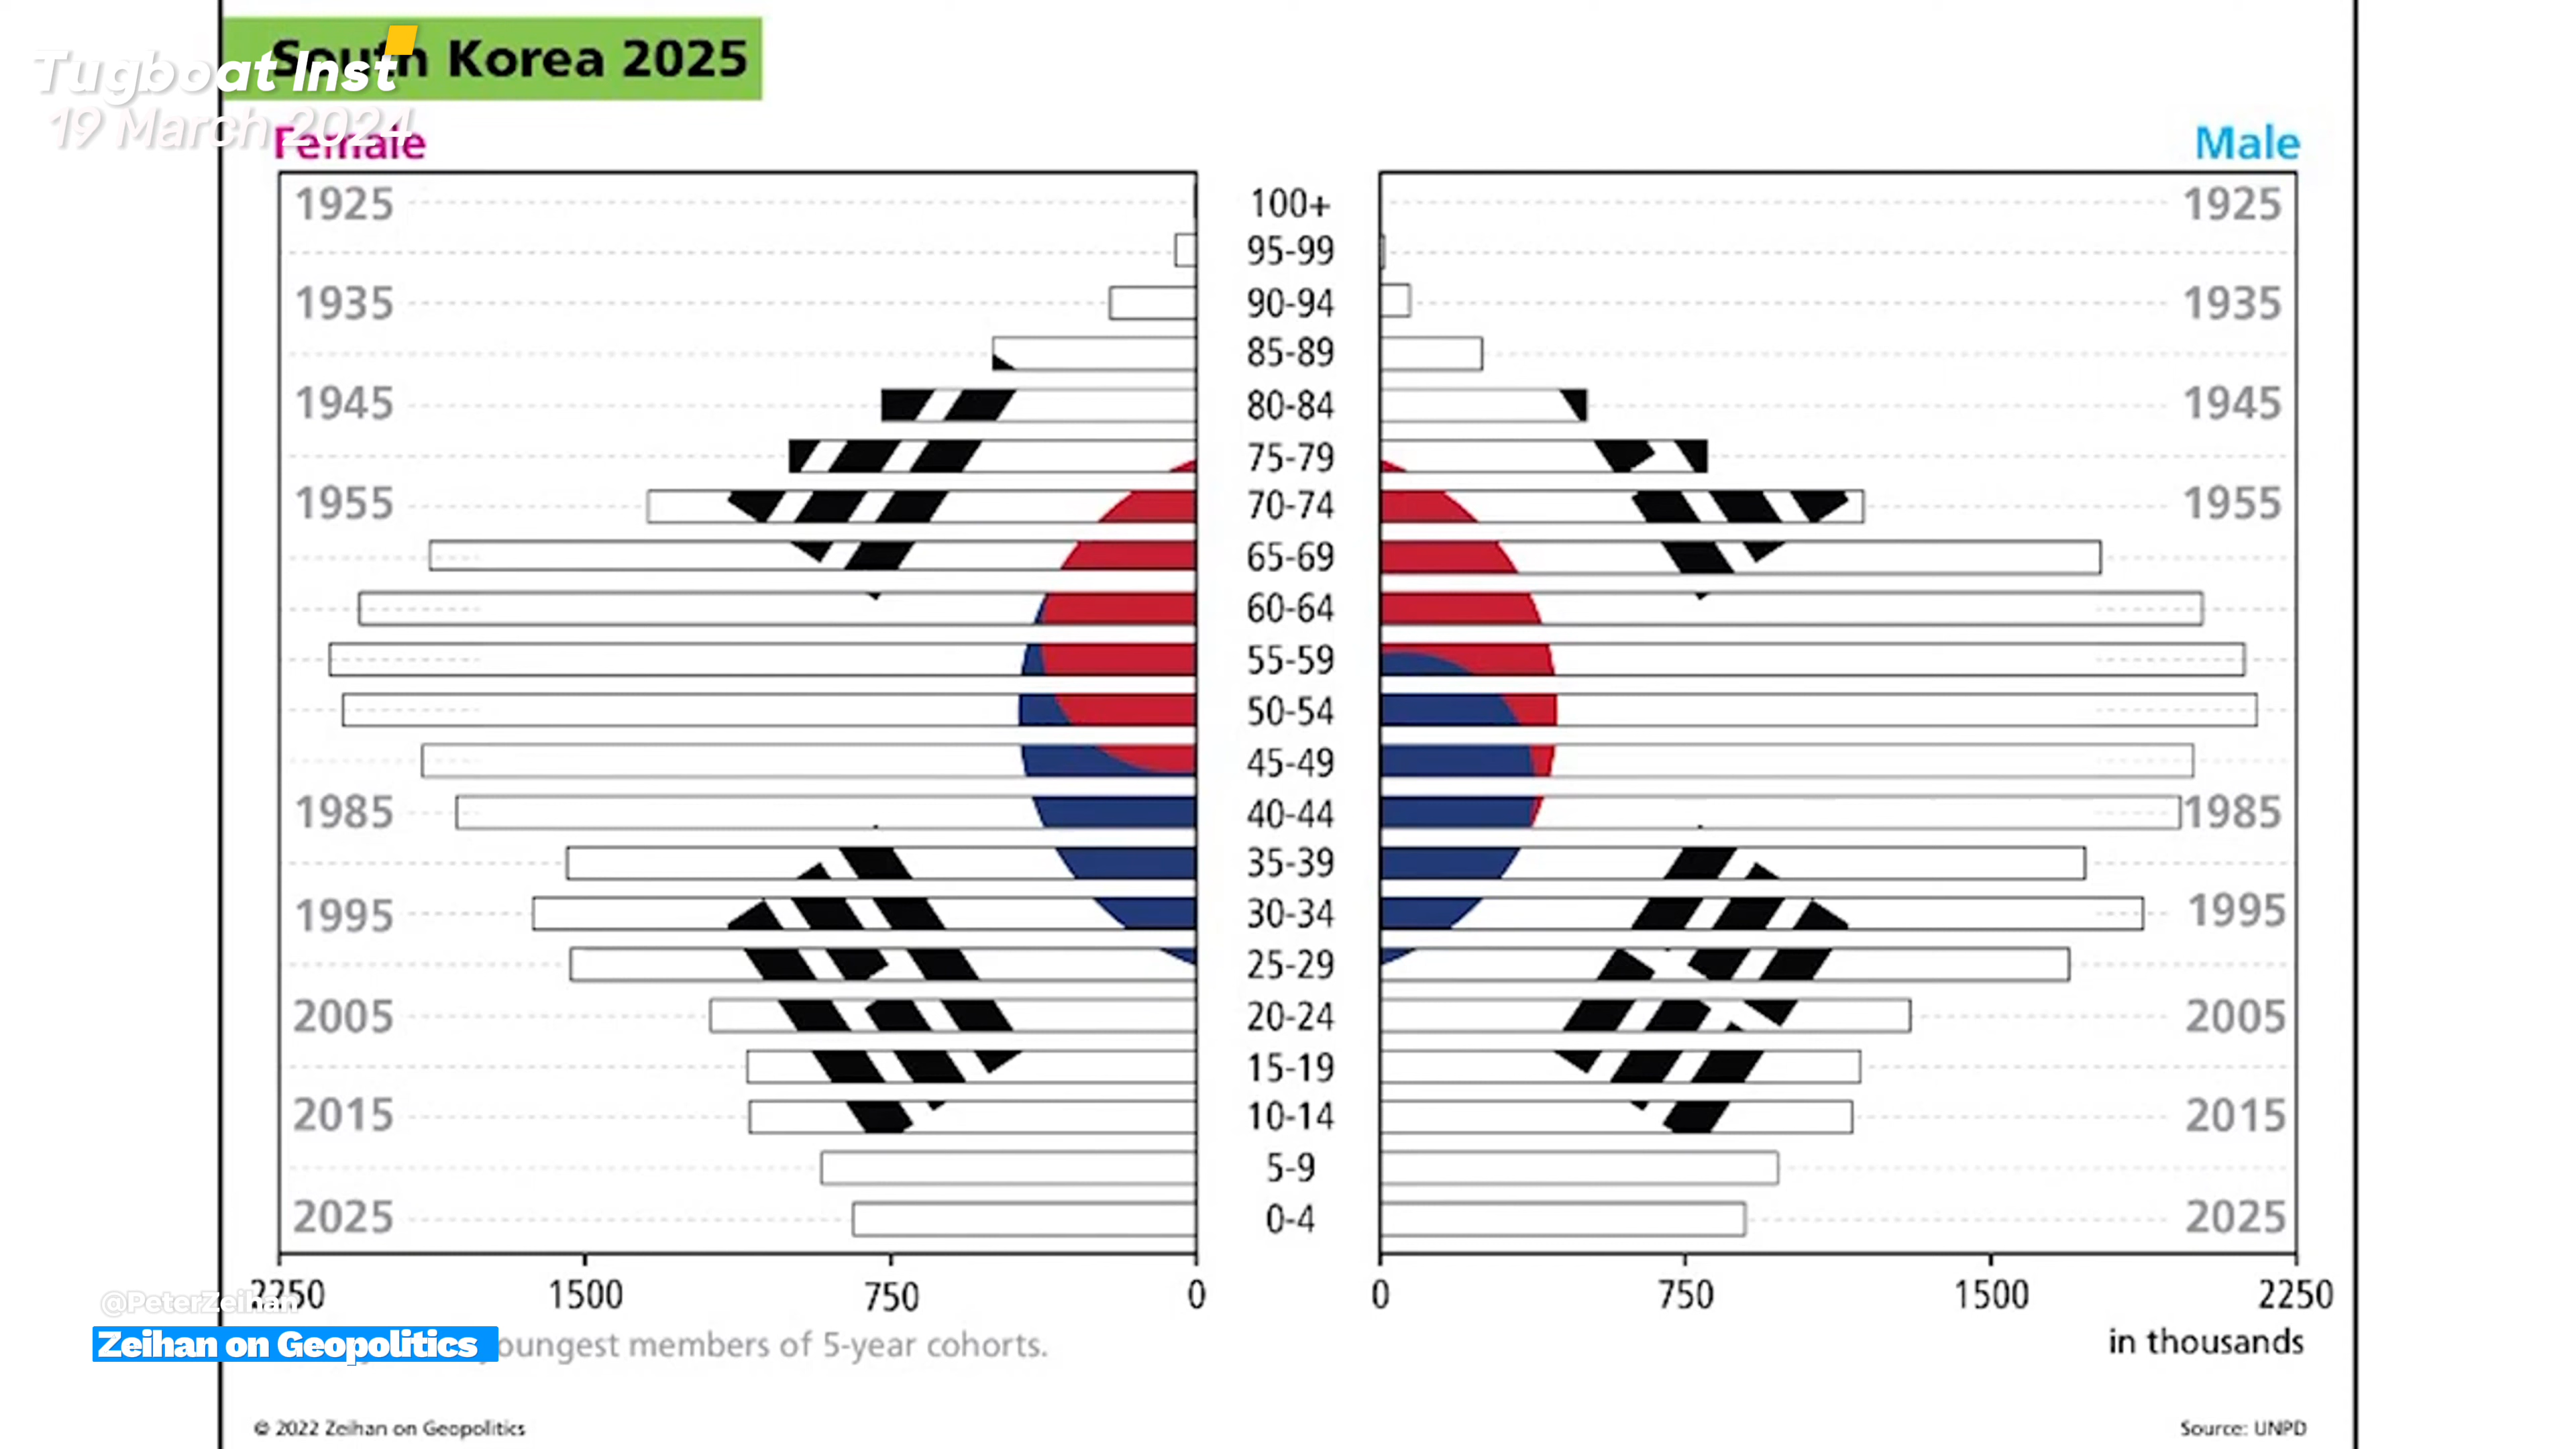 South Korea 2025
Tugboat Inst
19 March 2024
Female
Male
1925 100+ 1925
95-99
1935 90-94 1935
85-89
1945 80-84 1945
75-79
1955 70-74 1955
65-69
60-64
55-59
50-54
45-49
1985 40-44 1985
35-39
1995 30-34 1995
25-29
2005 20-24 2005
15-19
2015 10-14 2015
5-9
2025 0-4 2025
2250 1500 750 0 0 750 1500 2250
@PeterZeihan
Zeihan on Geopolitics
youngest members of 5-year cohorts.
in thousands
© 2022 Zeihan on Geopolitics
Source: UNPD